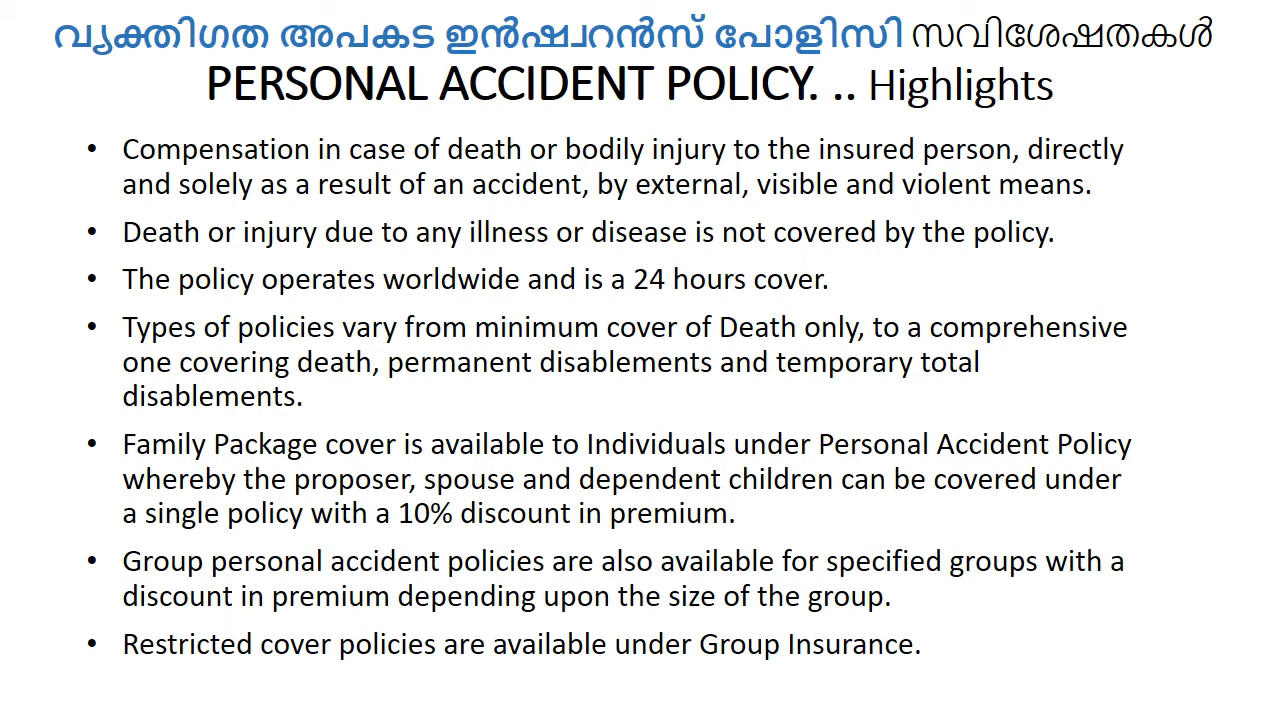 വ്യക്തിഗത അപകട ഇൻഷ്വറൻസ് പോളിസി സവിശേഷതകൾ
PERSONAL ACCIDENT POLICY. .. Highlights
• Compensation in case of death or bodily injury to the insured person, directly
and solely as a result of an accident, by external, visible and violent means.
• Death or injury due to any illness or disease is not covered by the policy.
• The policy operates worldwide and is a 24 hours cover.
• Types of policies vary from minimum cover of Death only, to a comprehensive
one covering death, permanent disablements and temporary total
disablements.
• Family Package cover is available to Individuals under Personal Accident Policy
whereby the proposer, spouse and dependent children can be covered under
a single policy with a 10% discount in premium.
• Group personal accident policies are also available for specified groups with a
discount in premium depending upon the size of the group.
• Restricted cover policies are available under Group Insurance.